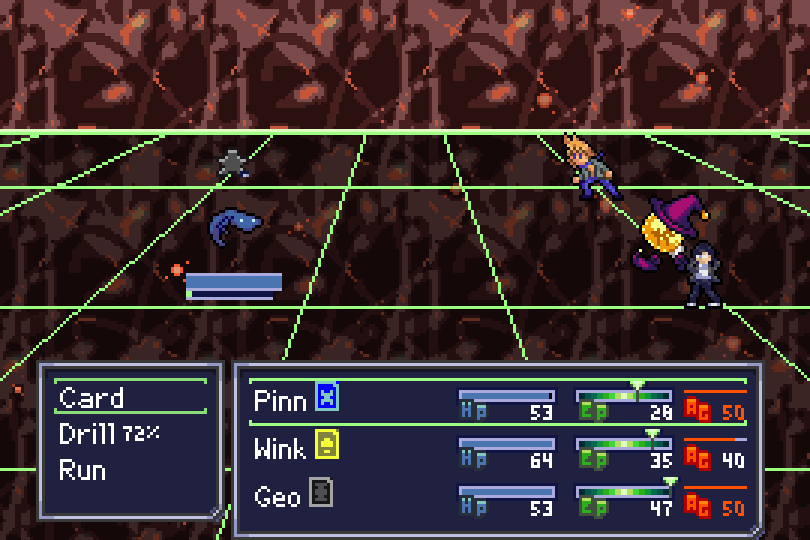 Card
Drill 72%
Run
Pinn Hp 53 Ep 28 AG 50
Wink Hp 64 Ep 35 AG 40
Geo Hp 53 Ep 47 AG 50